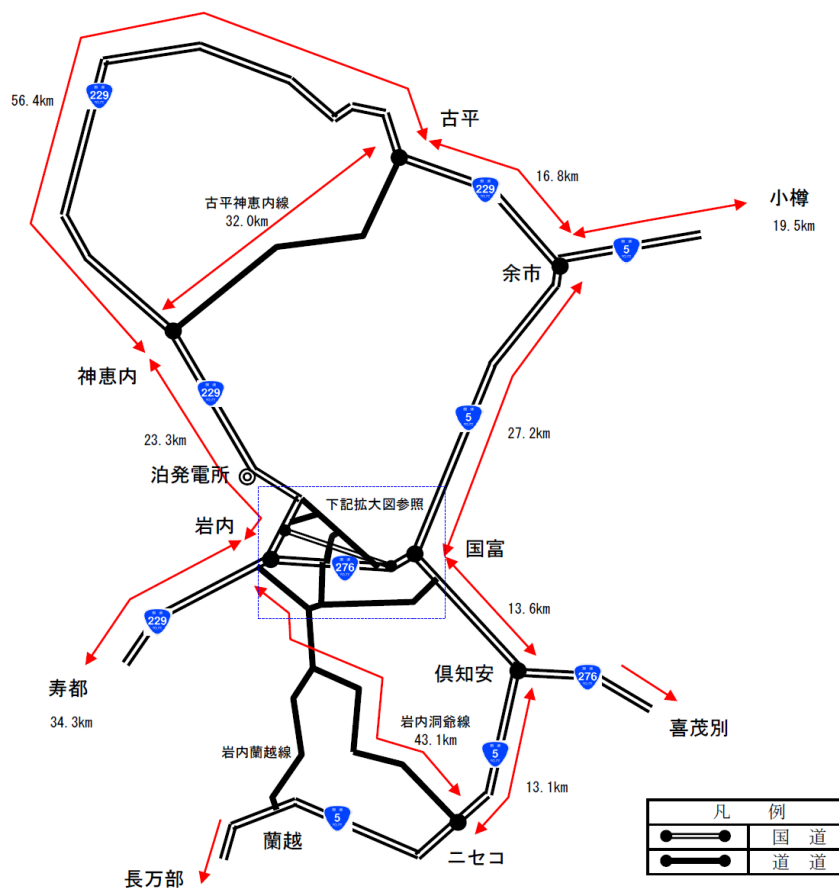 56.4km
229
古平
16.8km
229
古平神恵内線
32.0km
小樽
19.5km
5
余市
神恵内
229
5
27.2km
23.3km
泊発電所
下記拡大図参照
岩内
国富
276
13.6km
229
倶知安
276
寿都
34.3km
喜茂別
岩内洞爺線
43.1km
岩内蘭越線
5
13.1km
5
蘭越
ニセコ
長万部
凡 例
国 道
道 道